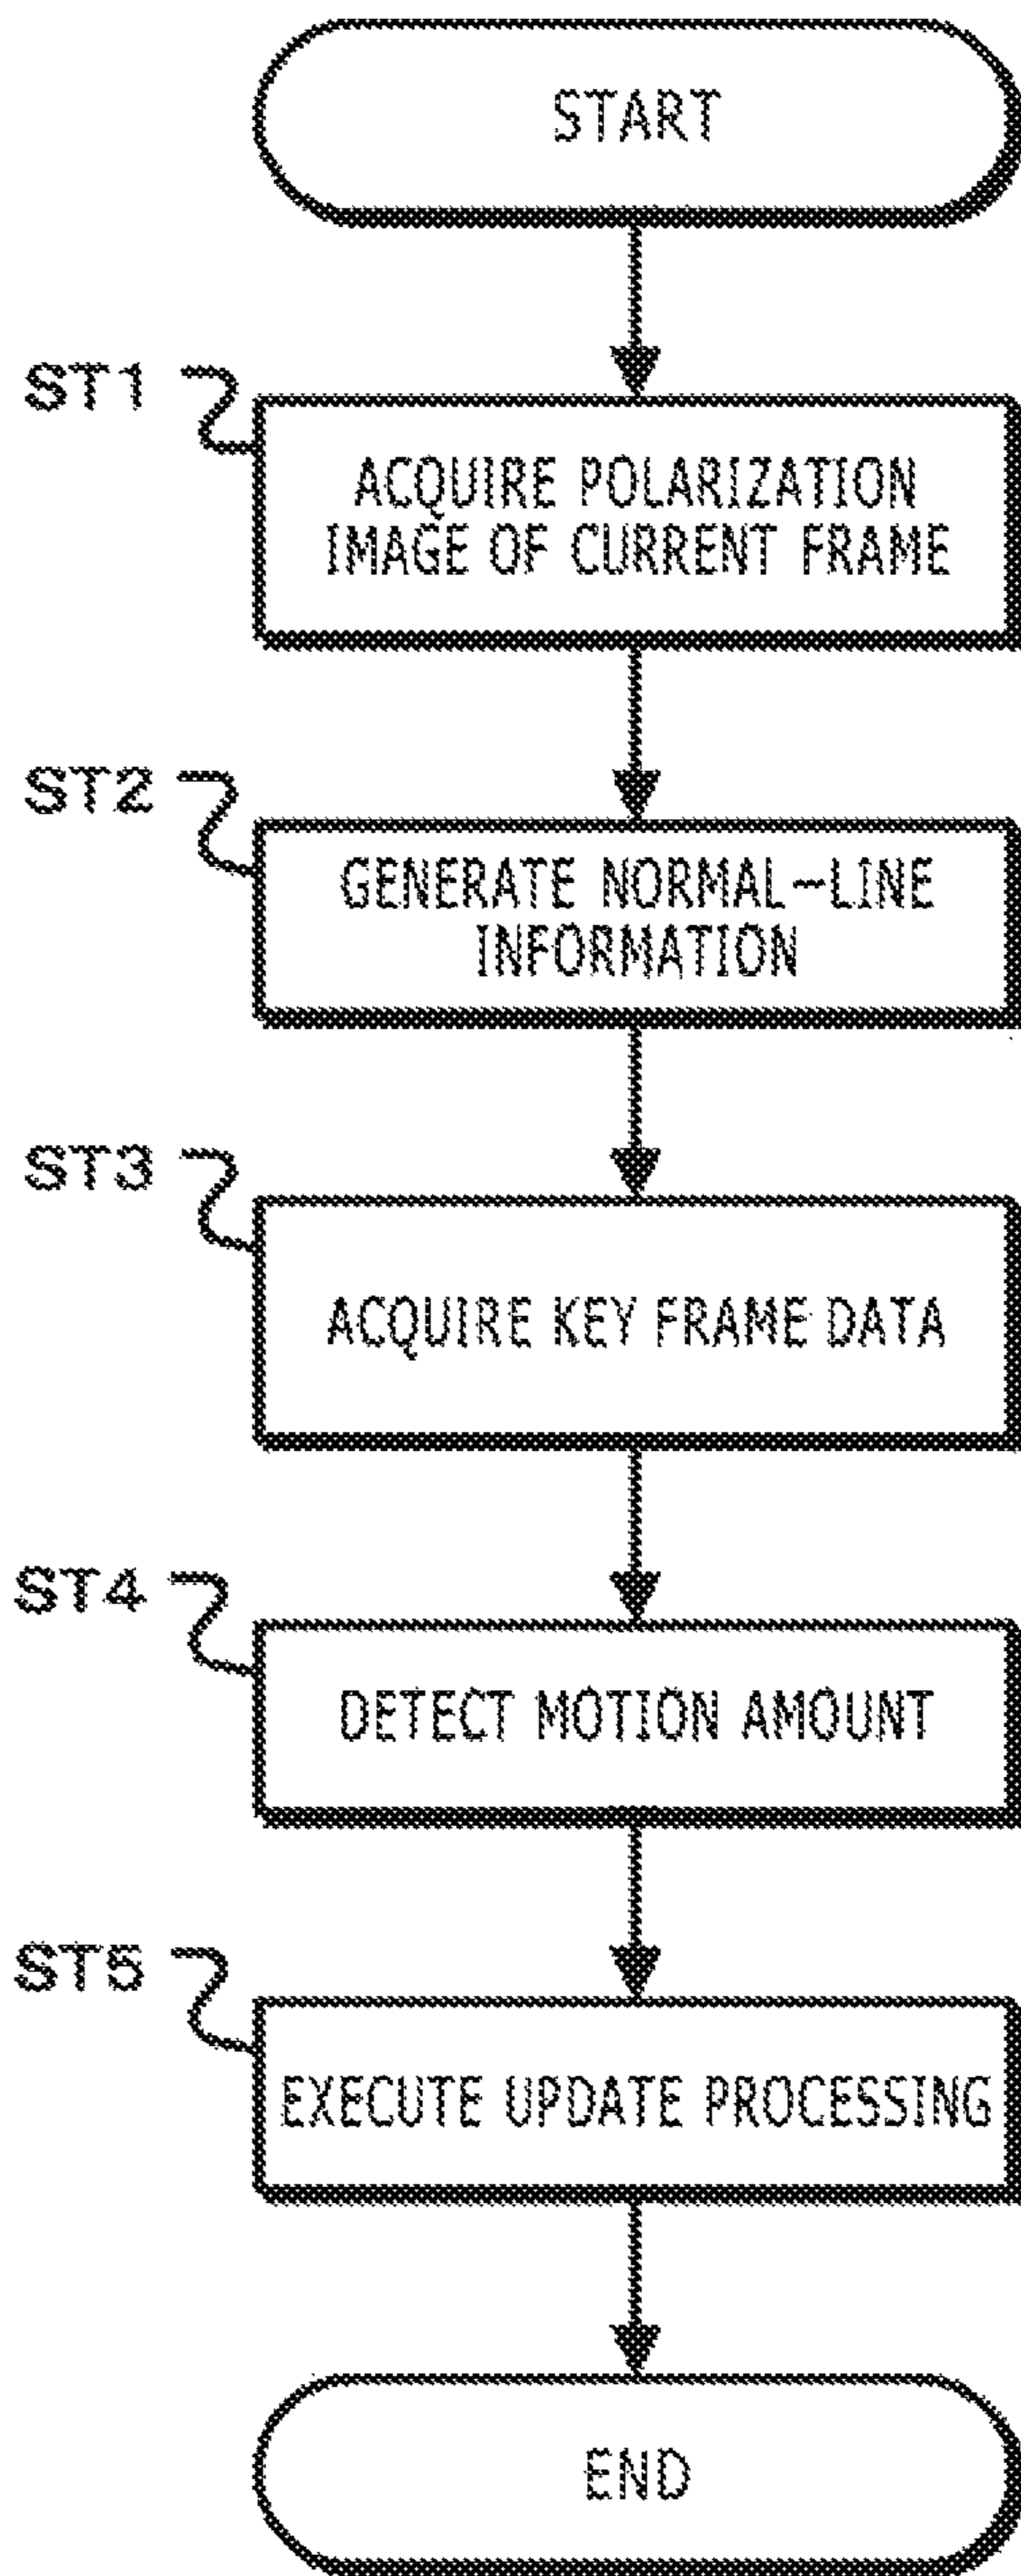 START
ST1
ACQUIRE POLARIZATION
IMAGE OF CURRENT FRAME
ST2
GENERATE NORMAL-LINE
INFORMATION
ST3
ACQUIRE KEY FRAME DATA
ST4
DETECT MOTION AMOUNT
ST5
EXECUTE UPDATE PROCESSING
END